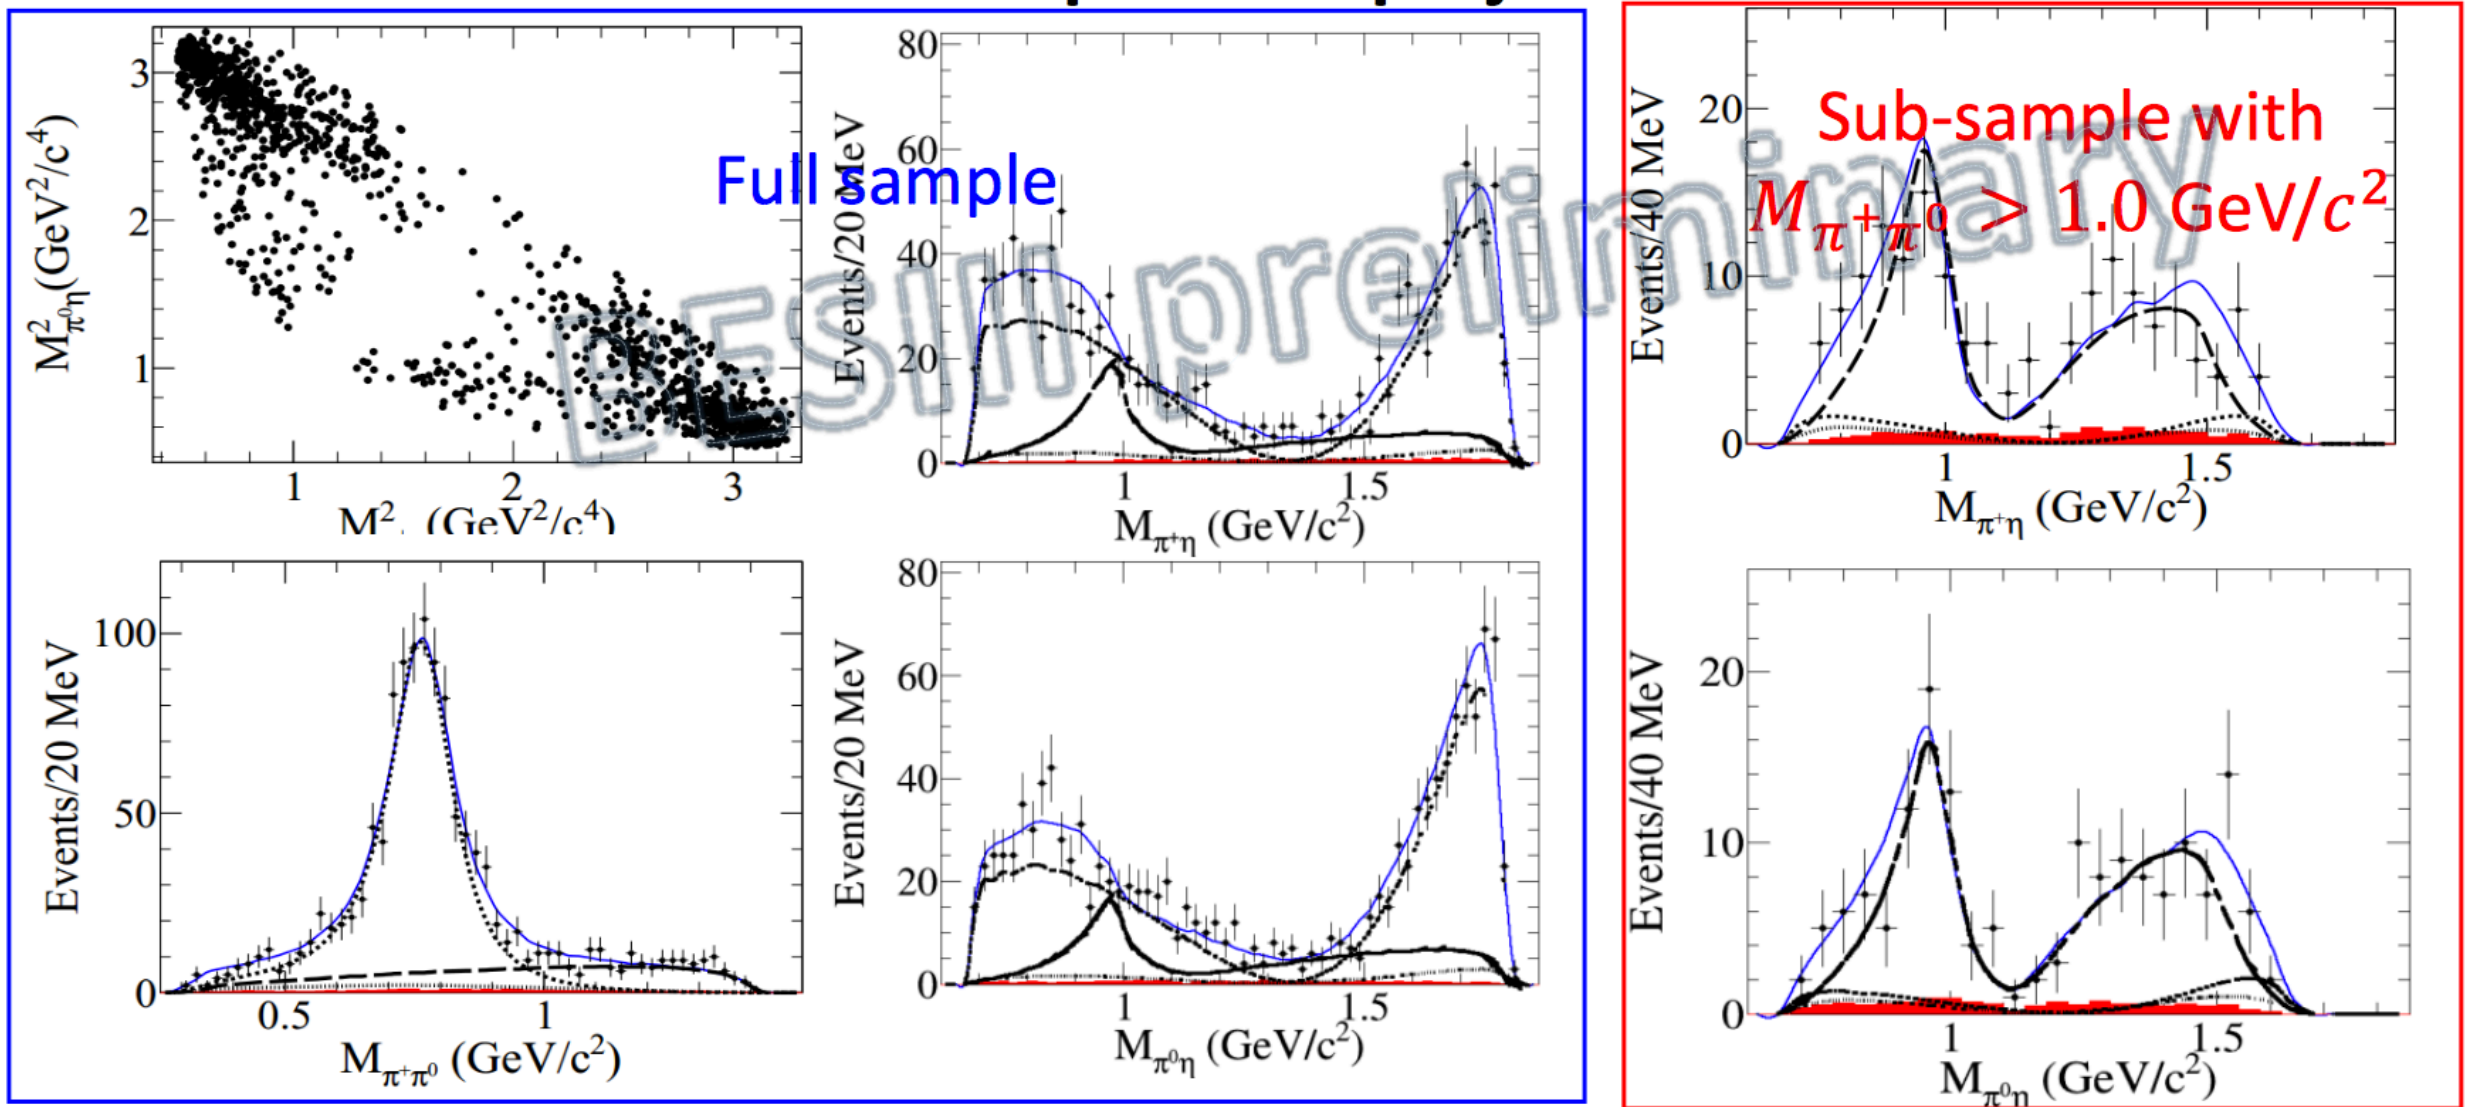 Full sample
Sub-sample with
M_{π⁺π⁰} > 1.0 GeV/c²
BESIII preliminary
M²_{π⁰η}(GeV²/c⁴)
3
2
1
1 2 3
(GeV²/c⁴)
Events/20 MeV
80
60
40
20
0
1 1.5
M_{π⁺η} (GeV/c²)
Events/20 MeV
100
50
0
0.5 1
M_{π⁺π⁰} (GeV/c²)
Events/20 MeV
80
60
40
20
0
1 1.5
M_{π⁰η} (GeV/c²)
Events/40 MeV
20
10
0
1 1.5
M_{π⁺η} (GeV/c²)
Events/40 MeV
20
10
0
1 1.5
M_{π⁰η} (GeV/c²)